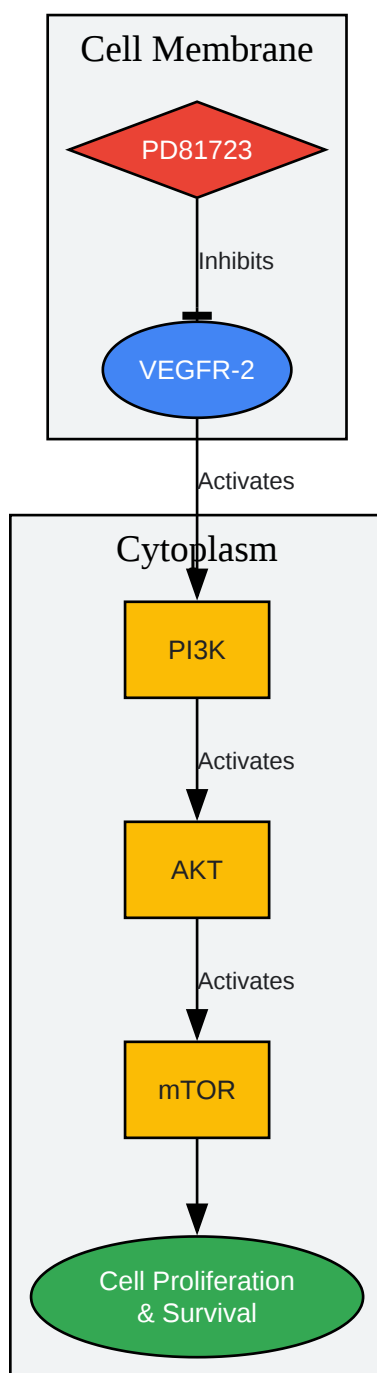 Cell Membrane
PD81723
Inhibits
VEGFR-2
Activates
Cytoplasm
PI3K
Activates
AKT
Activates
mTOR
Cell Proliferation
& Survival